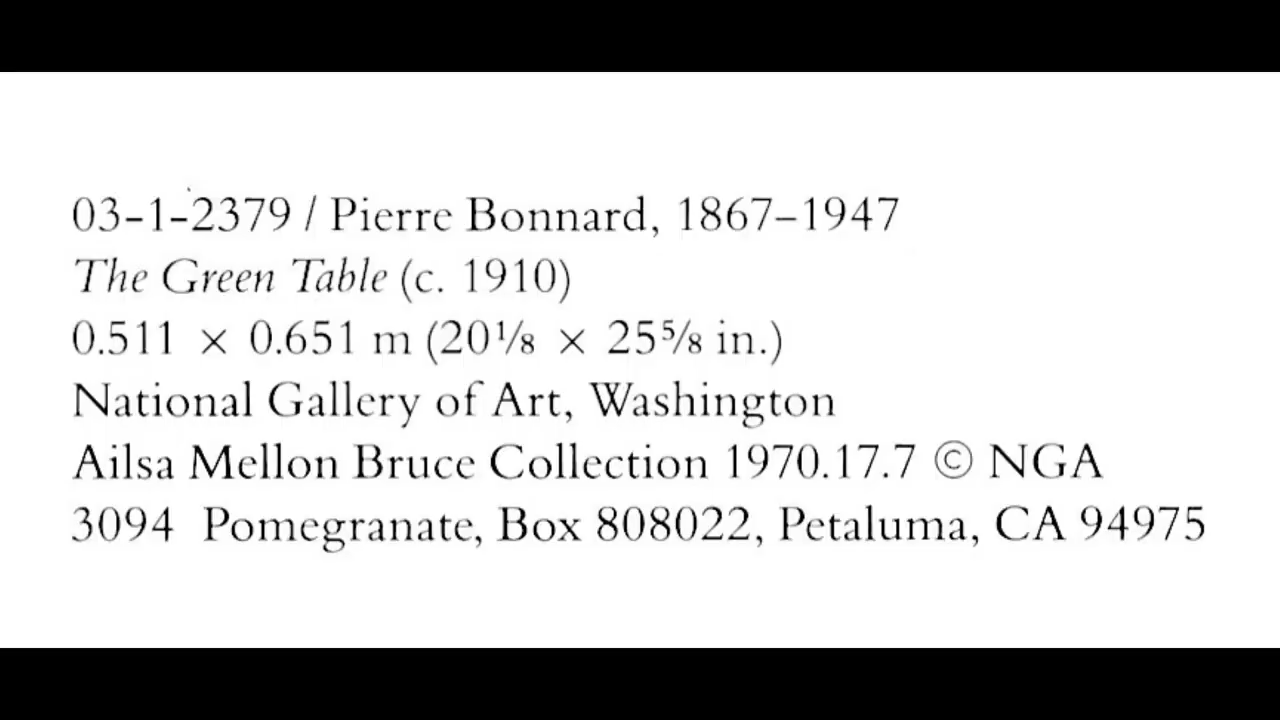 03-1-2379 / Pierre Bonnard, 1867–1947
The Green Table (c. 1910)
0.511 × 0.651 m (20⅛ × 25⅝ in.)
National Gallery of Art, Washington
Ailsa Mellon Bruce Collection 1970.17.7 © NGA
3094 Pomegranate, Box 808022, Petaluma, CA 94975